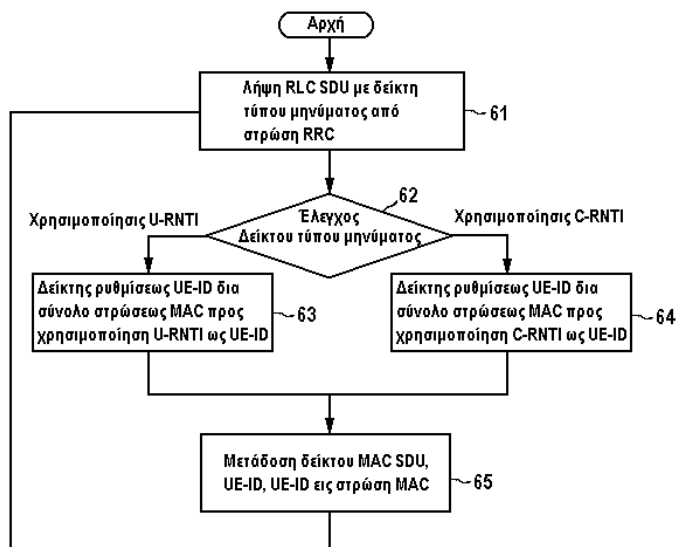 Αρχή
Λήψη RLC SDU με δείκτη
τύπου μηνύματος από
στρώση RRC
61
62
Χρησιμοποίησις U-RNTI
Έλεγχος
Δείκτου τύπου μηνύματος
Χρησιμοποίησις C-RNTI
Δείκτης ρυθμίσεως UE-ID δια
σύνολο στρώσεως MAC προς
χρησιμοποίηση U-RNTI ως UE-ID
63
Δείκτης ρυθμίσεως UE-ID δια
σύνολο στρώσεως MAC προς
χρησιμοποίηση C-RNTI ως UE-ID
64
Μετάδοση δείκτου MAC SDU,
UE-ID, UE-ID εις στρώση MAC
65